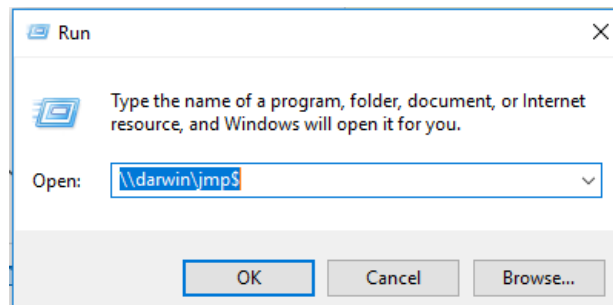 Run
Type the name of a program, folder, document, or Internet
resource, and Windows will open it for you.
Open: \\darwin\jmp$
OK Cancel Browse...